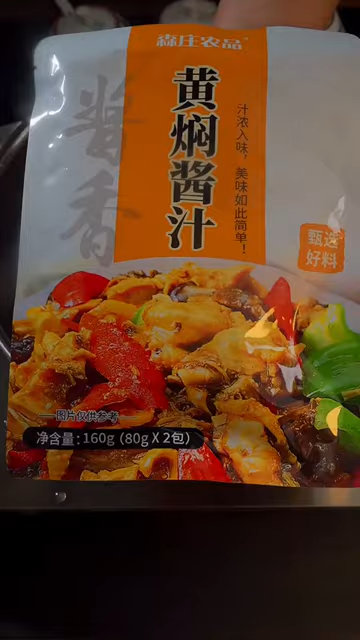 森庄农品
黄焖酱汁
汁浓入味，美味如此简单！
酱香
甄选
好料
图片仅供参考
净含量：160g（80g X 2包）